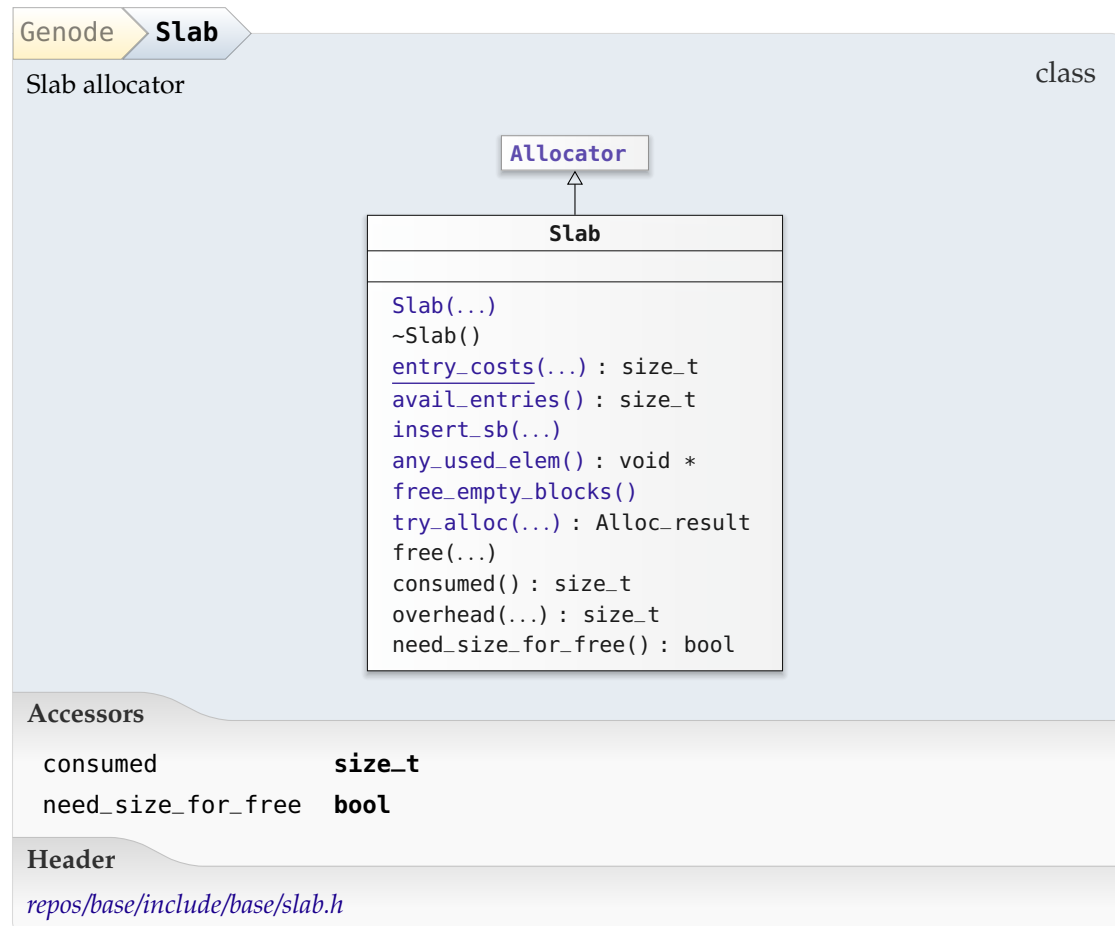 Genode Slab
Slab allocator
class
Allocator
Slab
Slab(...)
~Slab()
entry_costs(...) : size_t
avail_entries() : size_t
insert_sb(...)
any_used_elem() : void *
free_empty_blocks()
try_alloc(...) : Alloc_result
free(...)
consumed() : size_t
overhead(...) : size_t
need_size_for_free() : bool
Accessors
consumed size_t
need_size_for_free bool
Header
repos/base/include/base/slab.h